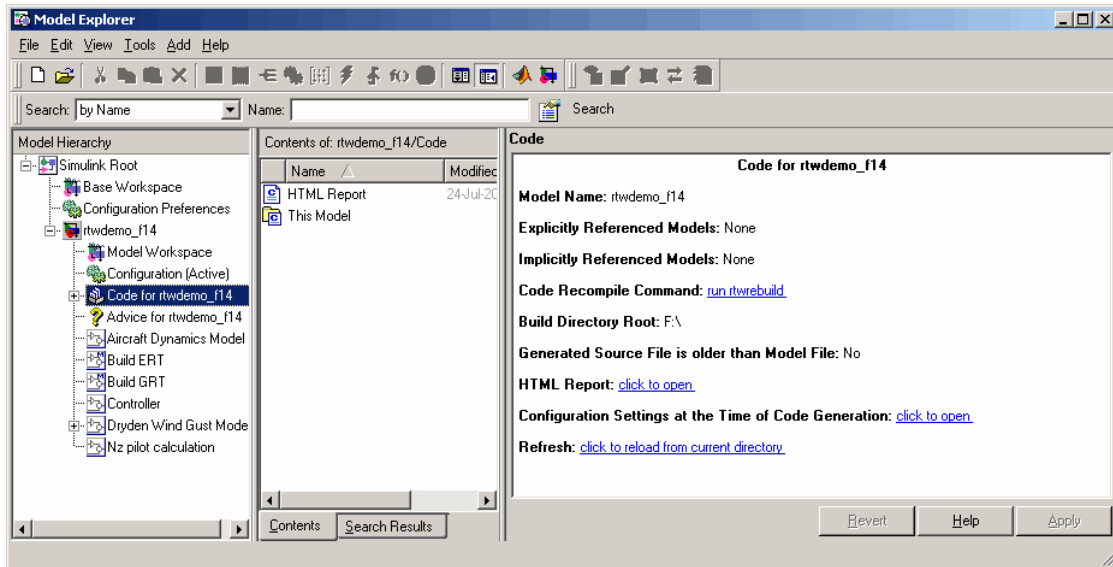 Model Explorer
File Edit View Tools Add Help
Search: by Name Name: Search
Model Hierarchy
Simulink Root
Base Workspace
Configuration Preferences
rtwdemo_f14
Model Workspace
Configuration (Active)
Code for rtwdemo_f14
Advice for rtwdemo_f14
Aircraft Dynamics Model
Build ERT
Build GRT
Controller
Dryden Wind Gust Mode
Nz pilot calculation
Contents of: rtwdemo_f14/Code
Name Modified
HTML Report 24-Jul-20
This Model
Contents Search Results
Code
Code for rtwdemo_f14
Model Name: rtwdemo_f14
Explicitly Referenced Models: None
Implicitly Referenced Models: None
Code Recompile Command: run rtwrebuild
Build Directory Root: F:\
Generated Source File is older than Model File: No
HTML Report: click to open
Configuration Settings at the Time of Code Generation: click to open
Refresh: click to reload from current directory
Revert Help Apply